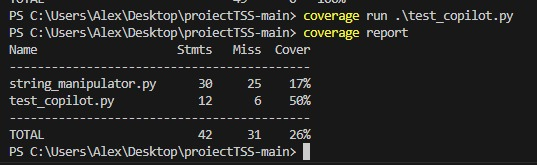 PS C:\Users\Alex\Desktop\proiectTSS-main> coverage run .\test_copilot.py
PS C:\Users\Alex\Desktop\proiectTSS-main> coverage report
Name                    Stmts   Miss  Cover
-------------------------------------------
string_manipulator.py      30     25    17%
test_copilot.py            12      6    50%
-------------------------------------------
TOTAL                      42     31    26%
PS C:\Users\Alex\Desktop\proiectTSS-main>